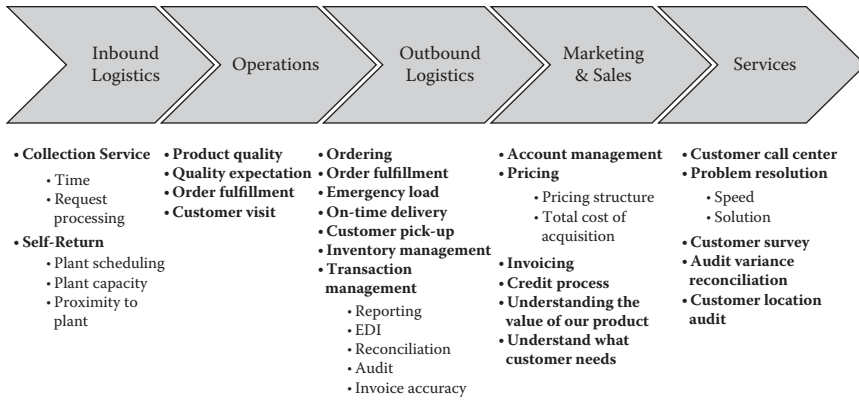 Inbound
Logistics
Operations
Outbound
Logistics
Marketing
& Sales
Services
• Collection Service
• Time
• Request
processing
• Self-Return
• Plant scheduling
• Plant capacity
• Proximity to
plant
• Product quality
• Quality expectation
• Order fulfillment
• Customer visit
• Ordering
• Order fulfillment
• Emergency load
• On-time delivery
• Customer pick-up
• Inventory management
• Transaction
management
• Reporting
• EDI
• Reconciliation
• Audit
• Invoice accuracy
• Account management
• Pricing
• Pricing structure
• Total cost of
acquisition
• Invoicing
• Credit process
• Understanding the
value of our product
• Understand what
customer needs
• Customer call center
• Problem resolution
• Speed
• Solution
• Customer survey
• Audit variance
reconciliation
• Customer location
audit